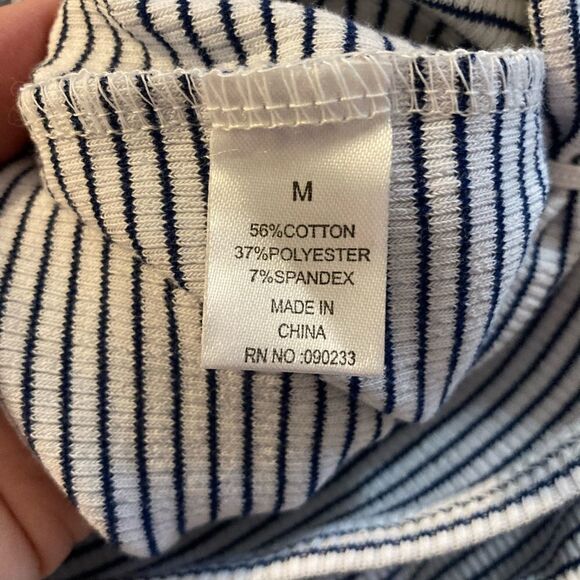 M
56%COTTON
37%POLYESTER
7%SPANDEX
MADE IN
CHINA
RN NO :090233